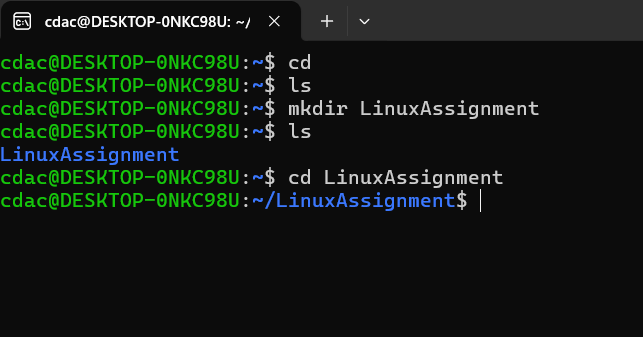 cdac@DESKTOP-0NKC98U: ~/
cdac@DESKTOP-0NKC98U:~$ cd
cdac@DESKTOP-0NKC98U:~$ ls
cdac@DESKTOP-0NKC98U:~$ mkdir LinuxAssignment
cdac@DESKTOP-0NKC98U:~$ ls
LinuxAssignment
cdac@DESKTOP-0NKC98U:~$ cd LinuxAssignment
cdac@DESKTOP-0NKC98U:~/LinuxAssignment$